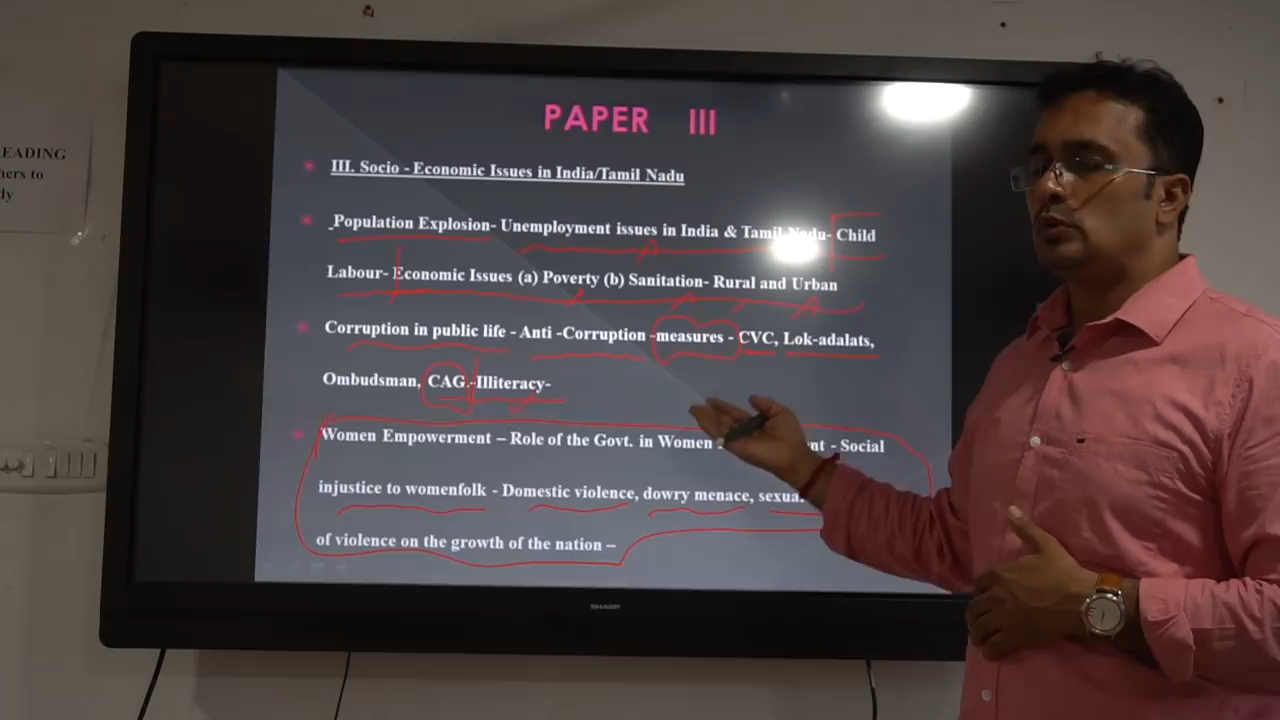 EADING
hers to
dy
PAPER III
III. Socio - Economic Issues in India/Tamil Nadu
Population Explosion- Unemployment issues in India & Tamil Nadu- Child
Labour- Economic Issues (a) Poverty (b) Sanitation- Rural and Urban
Corruption in public life - Anti -Corruption -measures - CVC, Lok-adalats,
Ombudsman, CAG.-Illiteracy-
Women Empowerment – Role of the Govt. in Women - Social
injustice to womenfolk - Domestic violence, dowry menace,
of violence on the growth of the nation –
SHARP